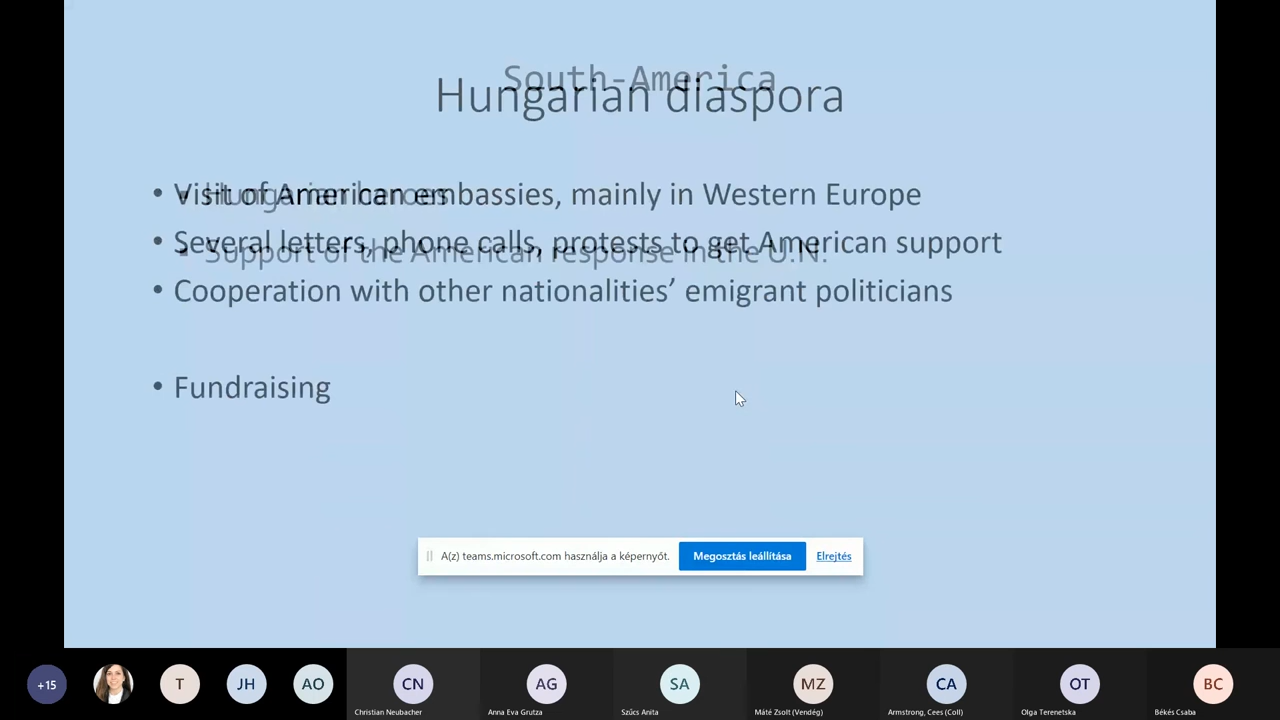 South-America
Hungarian diaspora
• Visit of American embassies, mainly in Western Europe
• Several letters, phone calls, protests to get American support
Support of the American response in the U.N.
• Cooperation with other nationalities’ emigrant politicians
• Fundraising
A(z) teams.microsoft.com használja a képernyőt.
Megosztás leállítása
Elrejtés
+15
T
JH
AO
CN
AG
SA
MZ
CA
OT
BC
Christian Neubacher
Anna Eva Grutza
Szűcs Anita
Máté Zsolt (Vendég)
Armstrong, Cees (Coll)
Olga Terenetska
Békés Csaba